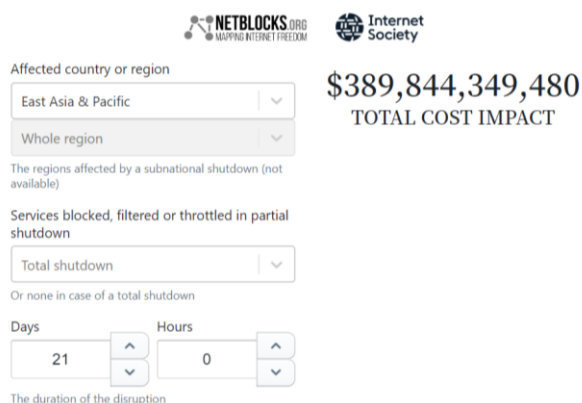 NETBLOCKS.ORG
MAPPING INTERNET FREEDOM
Internet
Society
Affected country or region
East Asia & Pacific
Whole region
The regions affected by a subnational shutdown (not
available)
Services blocked, filtered or throttled in partial
shutdown
Total shutdown
Or none in case of a total shutdown
Days Hours
21 0
The duration of the disruption
$389,844,349,480
TOTAL COST IMPACT